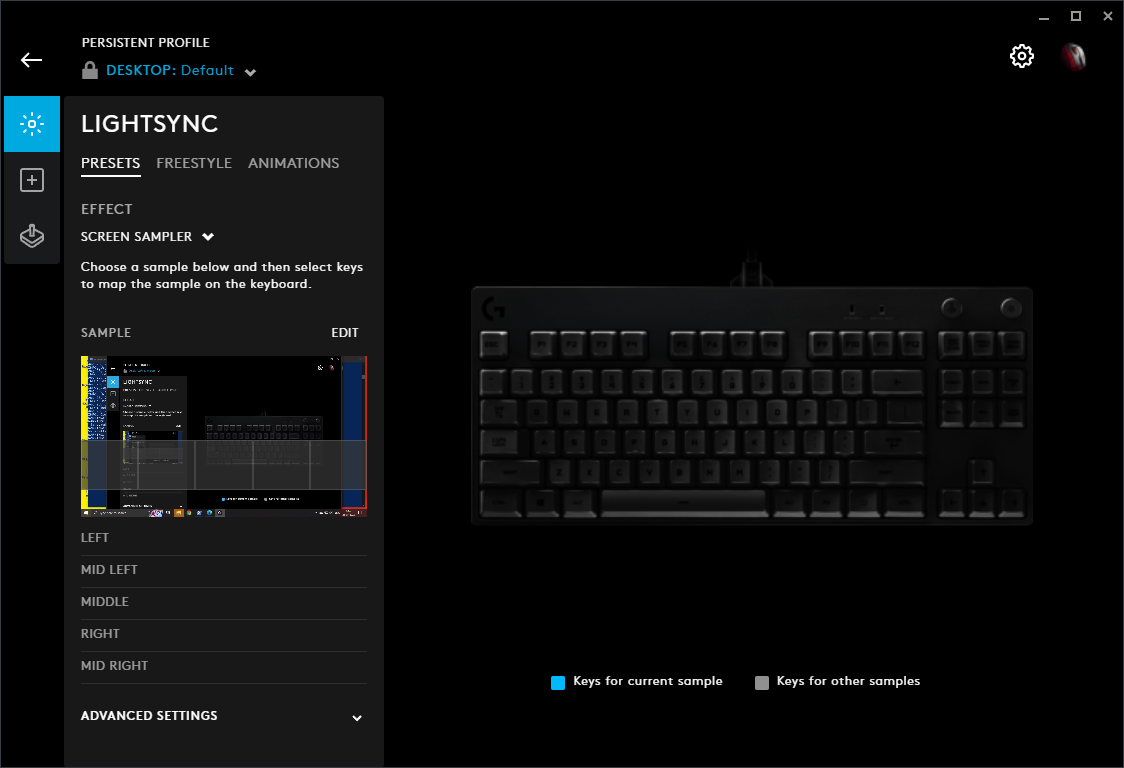 PERSISTENT PROFILE
DESKTOP: Default
LIGHTSYNC
PRESETS FREESTYLE ANIMATIONS
EFFECT
SCREEN SAMPLER
Choose a sample below and then select keys
to map the sample on the keyboard.
SAMPLE EDIT
LIGHTSYNC
LEFT
MID LEFT
MIDDLE
RIGHT
MID RIGHT
ADVANCED SETTINGS
Keys for current sample Keys for other samples